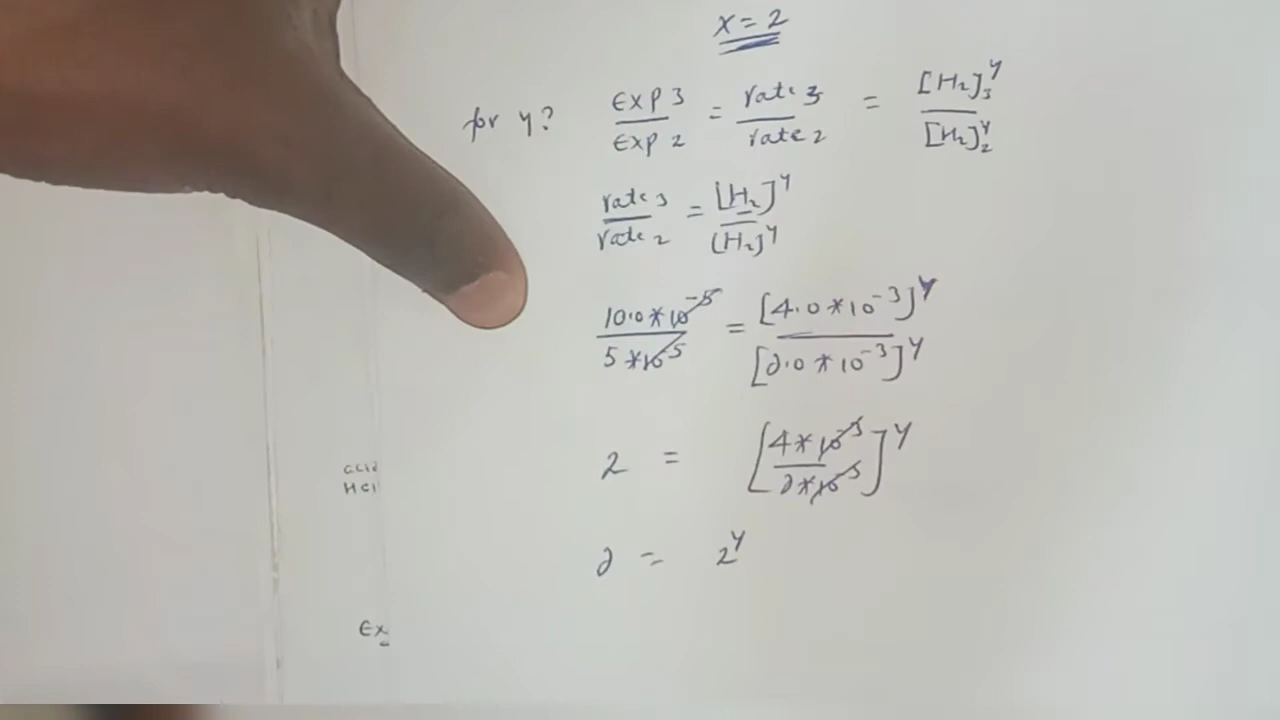 x = 2
for y? Exp 3 / Exp 2 = rate 3 / rate 2 = [H₂]₃^y / [H₂]₂^y
rate 3 / rate 2 = [H₂]^y / [H₂]^y
10.0 * 10^-5 / 5 * 10^-5 = [4.0 * 10^-3]^y / [2.0 * 10^-3]^y
2 = [4 * 10^-3 / 2 * 10^-3]^y
2 = 2^y
HCl
Ex